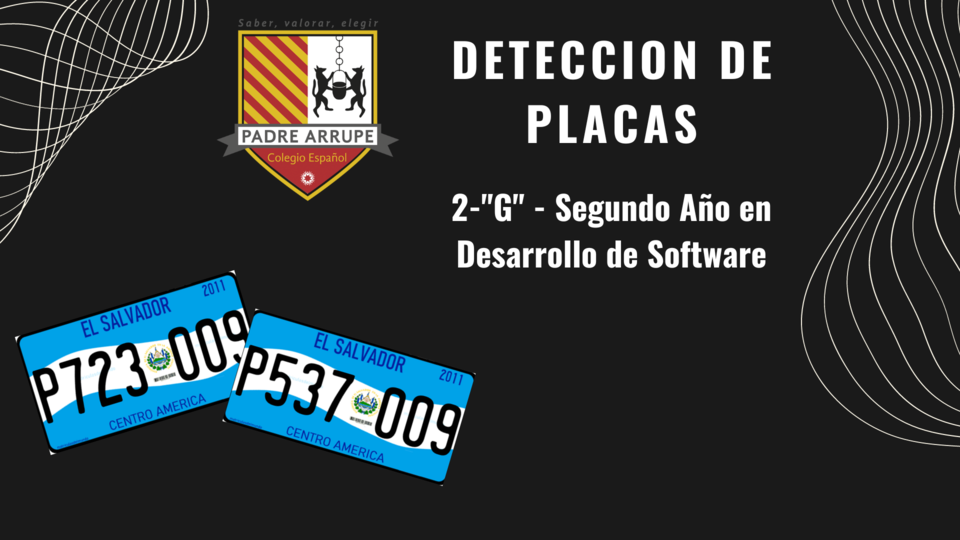 Saber, valorar, elegir
PADRE ARRUPE
Colegio Español
DETECCION DE
PLACAS
2-"G" - Segundo Año en
Desarrollo de Software
EL SALVADOR
2011
P723 009
CENTRO AMERICA
EL SALVADOR
2011
P537 009
CENTRO AMERICA